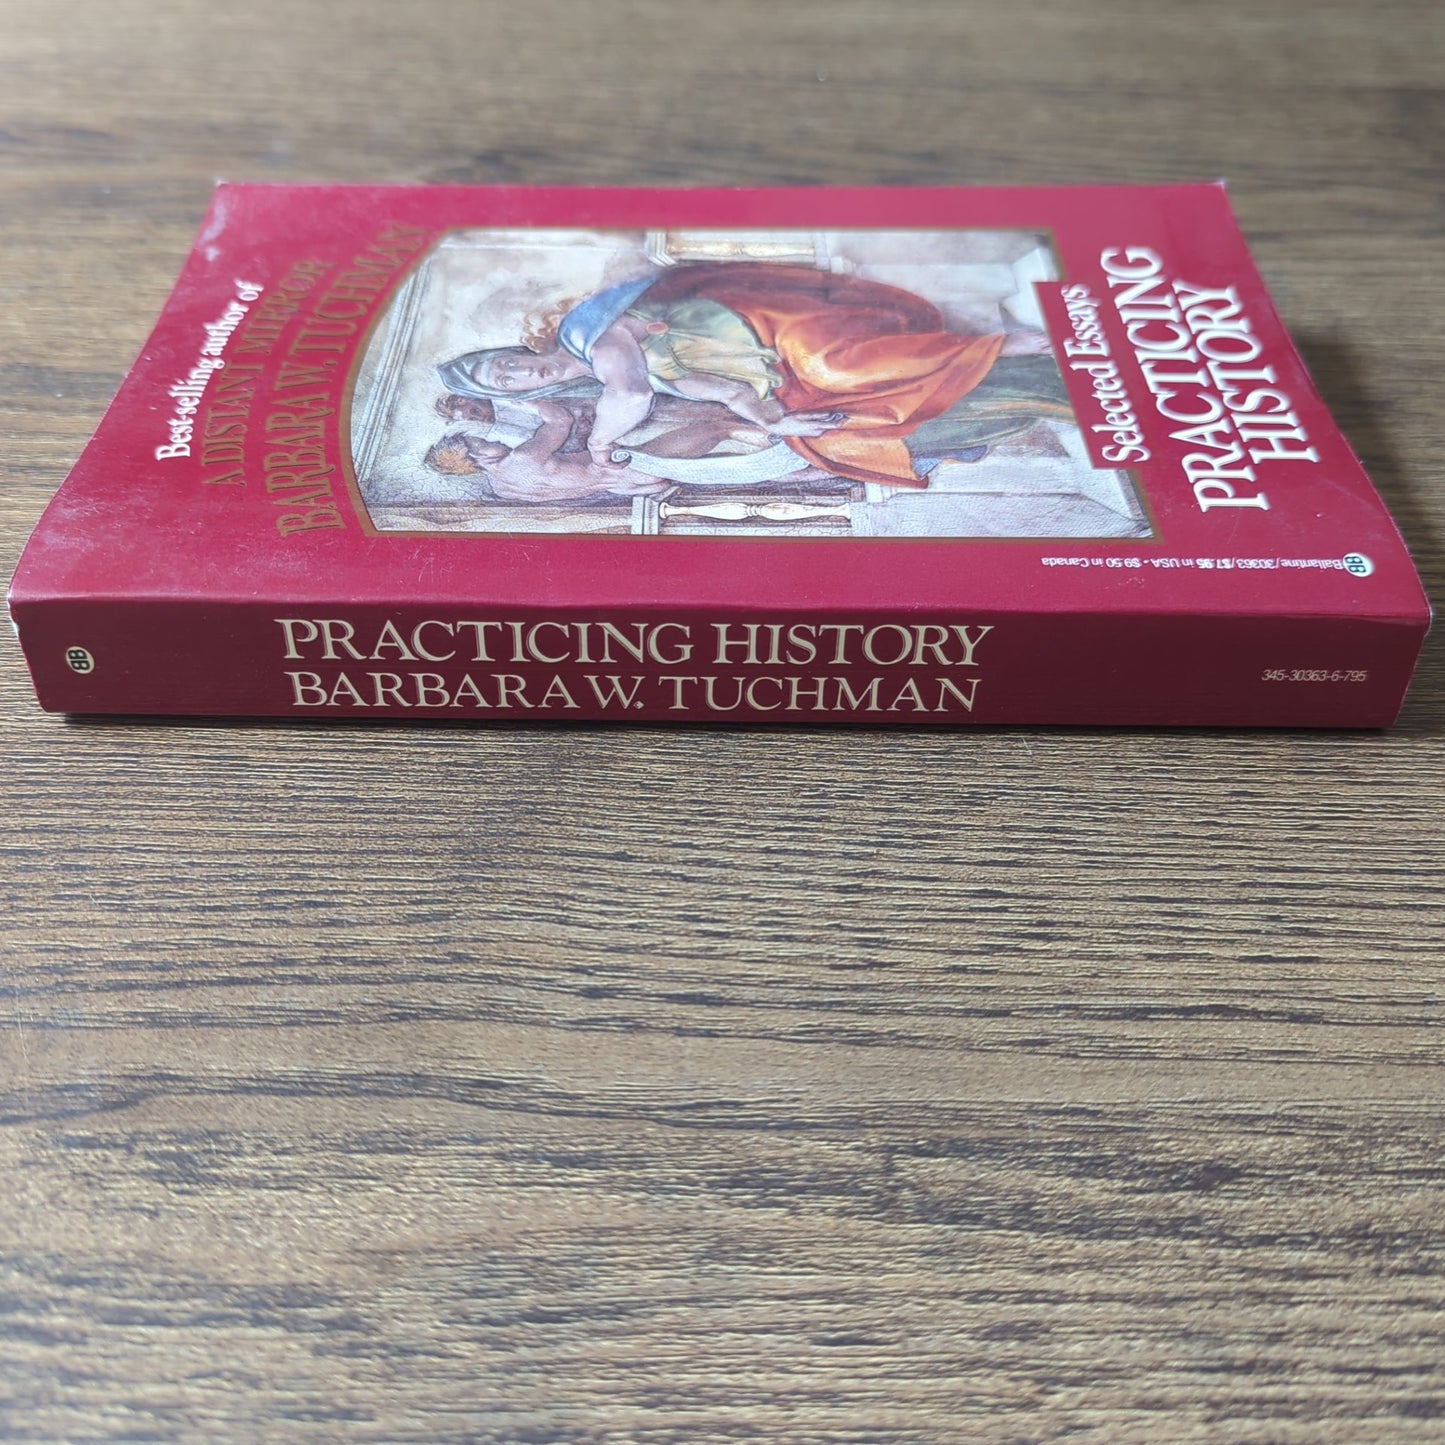 Best-selling author of
A DISTANT MIRROR
BARBARA W. TUCHMAN
Selected Essays
PRACTICING
HISTORY
BB Ballantine/30363/$7.95 in USA • $9.50 in Canada
BB
PRACTICING HISTORY
BARBARA W. TUCHMAN
345-30363-6-795